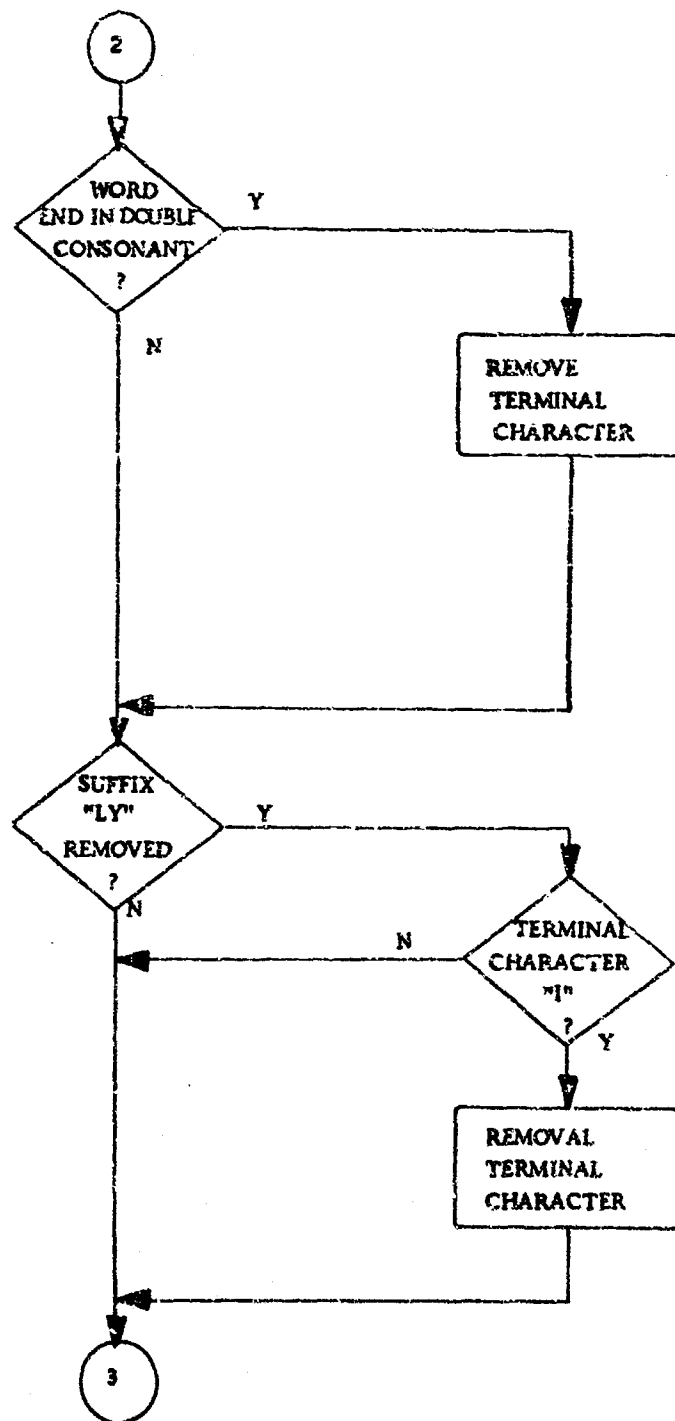 2
WORD
END IN DOUBLE
CONSONANT
?
Y
N
REMOVE
TERMINAL
CHARACTER
SUFFIX
"LY"
REMOVED
?
Y
N
TERMINAL
CHARACTER
"I"
?
N
Y
REMOVAL
TERMINAL
CHARACTER
3